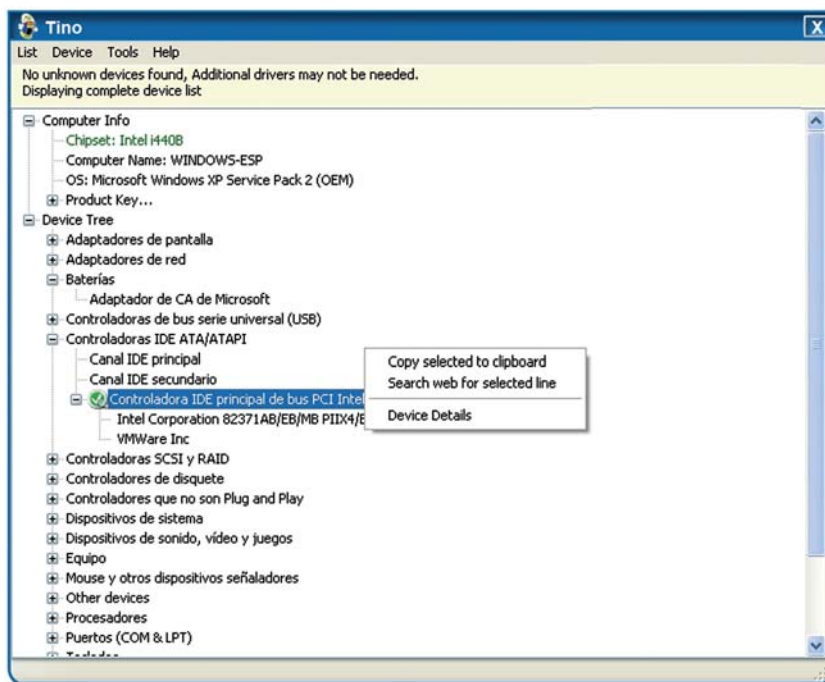 Tino
List Device Tools Help
No unknown devices found, Additional drivers may not be needed.
Displaying complete device list
Computer Info
Chipset: Intel i440B
Computer Name: WINDOWS-ESP
OS: Microsoft Windows XP Service Pack 2 (OEM)
Product Key...
Device Tree
Adaptadores de pantalla
Adaptadores de red
Baterías
Adaptador de CA de Microsoft
Controladoras de bus serie universal (USB)
Controladoras IDE ATA/ATAPI
Canal IDE principal
Canal IDE secundario
Controladora IDE principal de bus PCI Intel
Intel Corporation 82371AB/EB/MB PIIX4/E
VMWare Inc
Copy selected to clipboard
Search web for selected line
Device Details
Controladoras SCSI y RAID
Controladores de disquete
Controladores que no son Plug and Play
Dispositivos de sistema
Dispositivos de sonido, vídeo y juegos
Equipo
Mouse y otros dispositivos señaladores
Other devices
Procesadores
Puertos (COM & LPT)